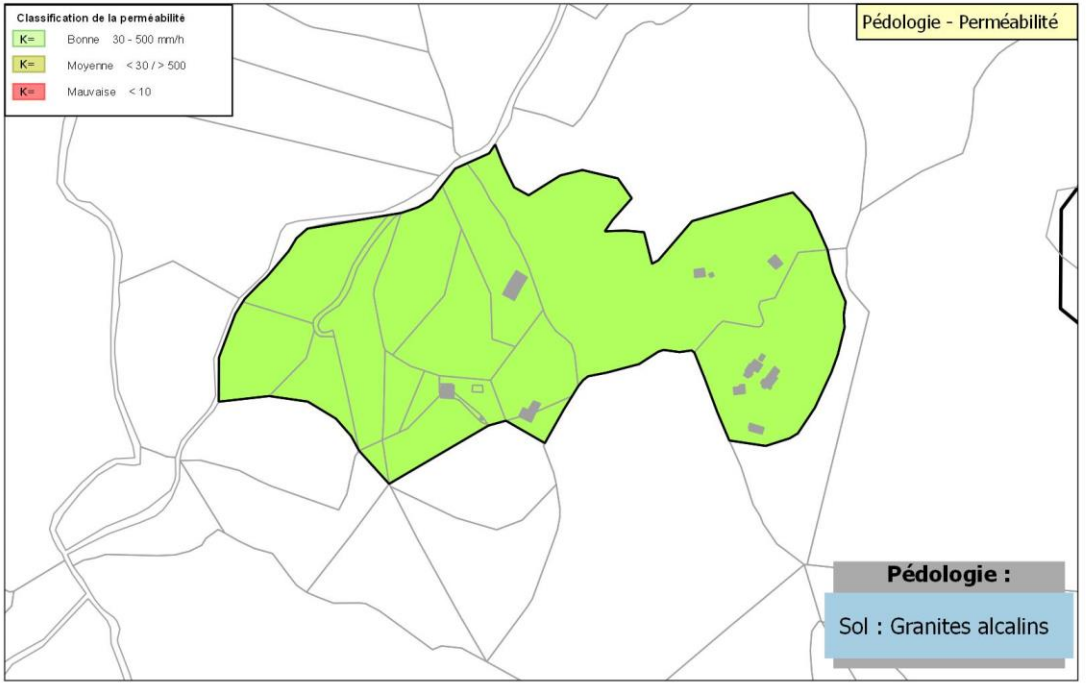 Classification de la perméabilité
K= Bonne 30 - 500 mm/h
K= Moyenne < 30 / > 500
K= Mauvaise < 10
Pédologie - Perméabilité
Pédologie :
Sol : Granites alcalins